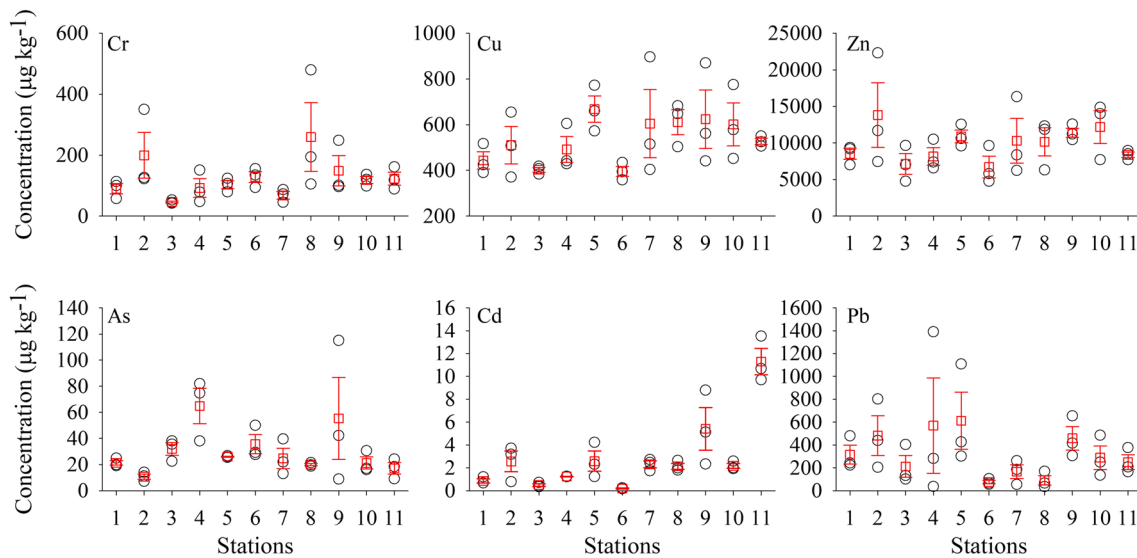 Concentration (µg kg⁻¹)
600
400
200
0
Cr
1 2 3 4 5 6 7 8 9 10 11
1000
800
600
400
200
Cu
1 2 3 4 5 6 7 8 9 10 11
25000
20000
15000
10000
5000
0
Zn
1 2 3 4 5 6 7 8 9 10 11
Concentration (µg kg⁻¹)
140
120
100
80
60
40
20
0
As
1 2 3 4 5 6 7 8 9 10 11
Stations
16
14
12
10
8
6
4
2
0
Cd
1 2 3 4 5 6 7 8 9 10 11
Stations
1600
1400
1200
1000
800
600
400
200
0
Pb
1 2 3 4 5 6 7 8 9 10 11
Stations